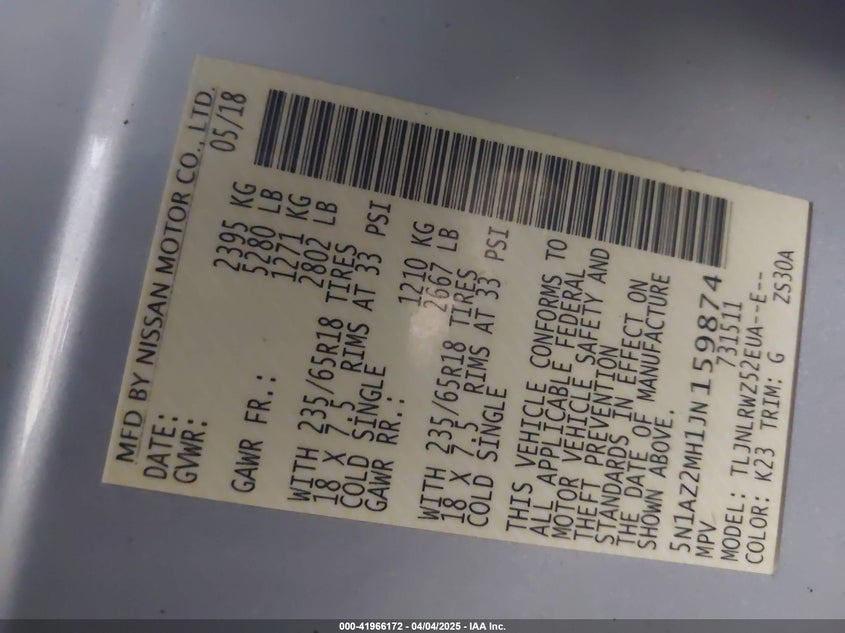 MFD BY NISSAN MOTOR CO., LTD.
DATE: 05/18
GVWR: 2395 KG
5280 LB
GAWR FR.: 1271 KG
2802 LB
WITH 235/65R18 TIRES
18 X 7.5 RIMS AT 33 PSI
COLD SINGLE
GAWR RR.: 1210 KG
2667 LB
WITH 235/65R18 TIRES
18 X 7.5 RIMS AT 33 PSI
COLD SINGLE
THIS VEHICLE CONFORMS TO
ALL APPLICABLE FEDERAL
MOTOR VEHICLE SAFETY AND
THEFT PREVENTION
STANDARDS IN EFFECT ON
THE DATE OF MANUFACTURE
SHOWN ABOVE.
5N1AZ2MH1JN159874
MPV 731511
MODEL: TLJNLRWZ52EUA--E--
COLOR: K23 TRIM: G ZS30A
000-41966172 - 04/04/2025 - IAA Inc.